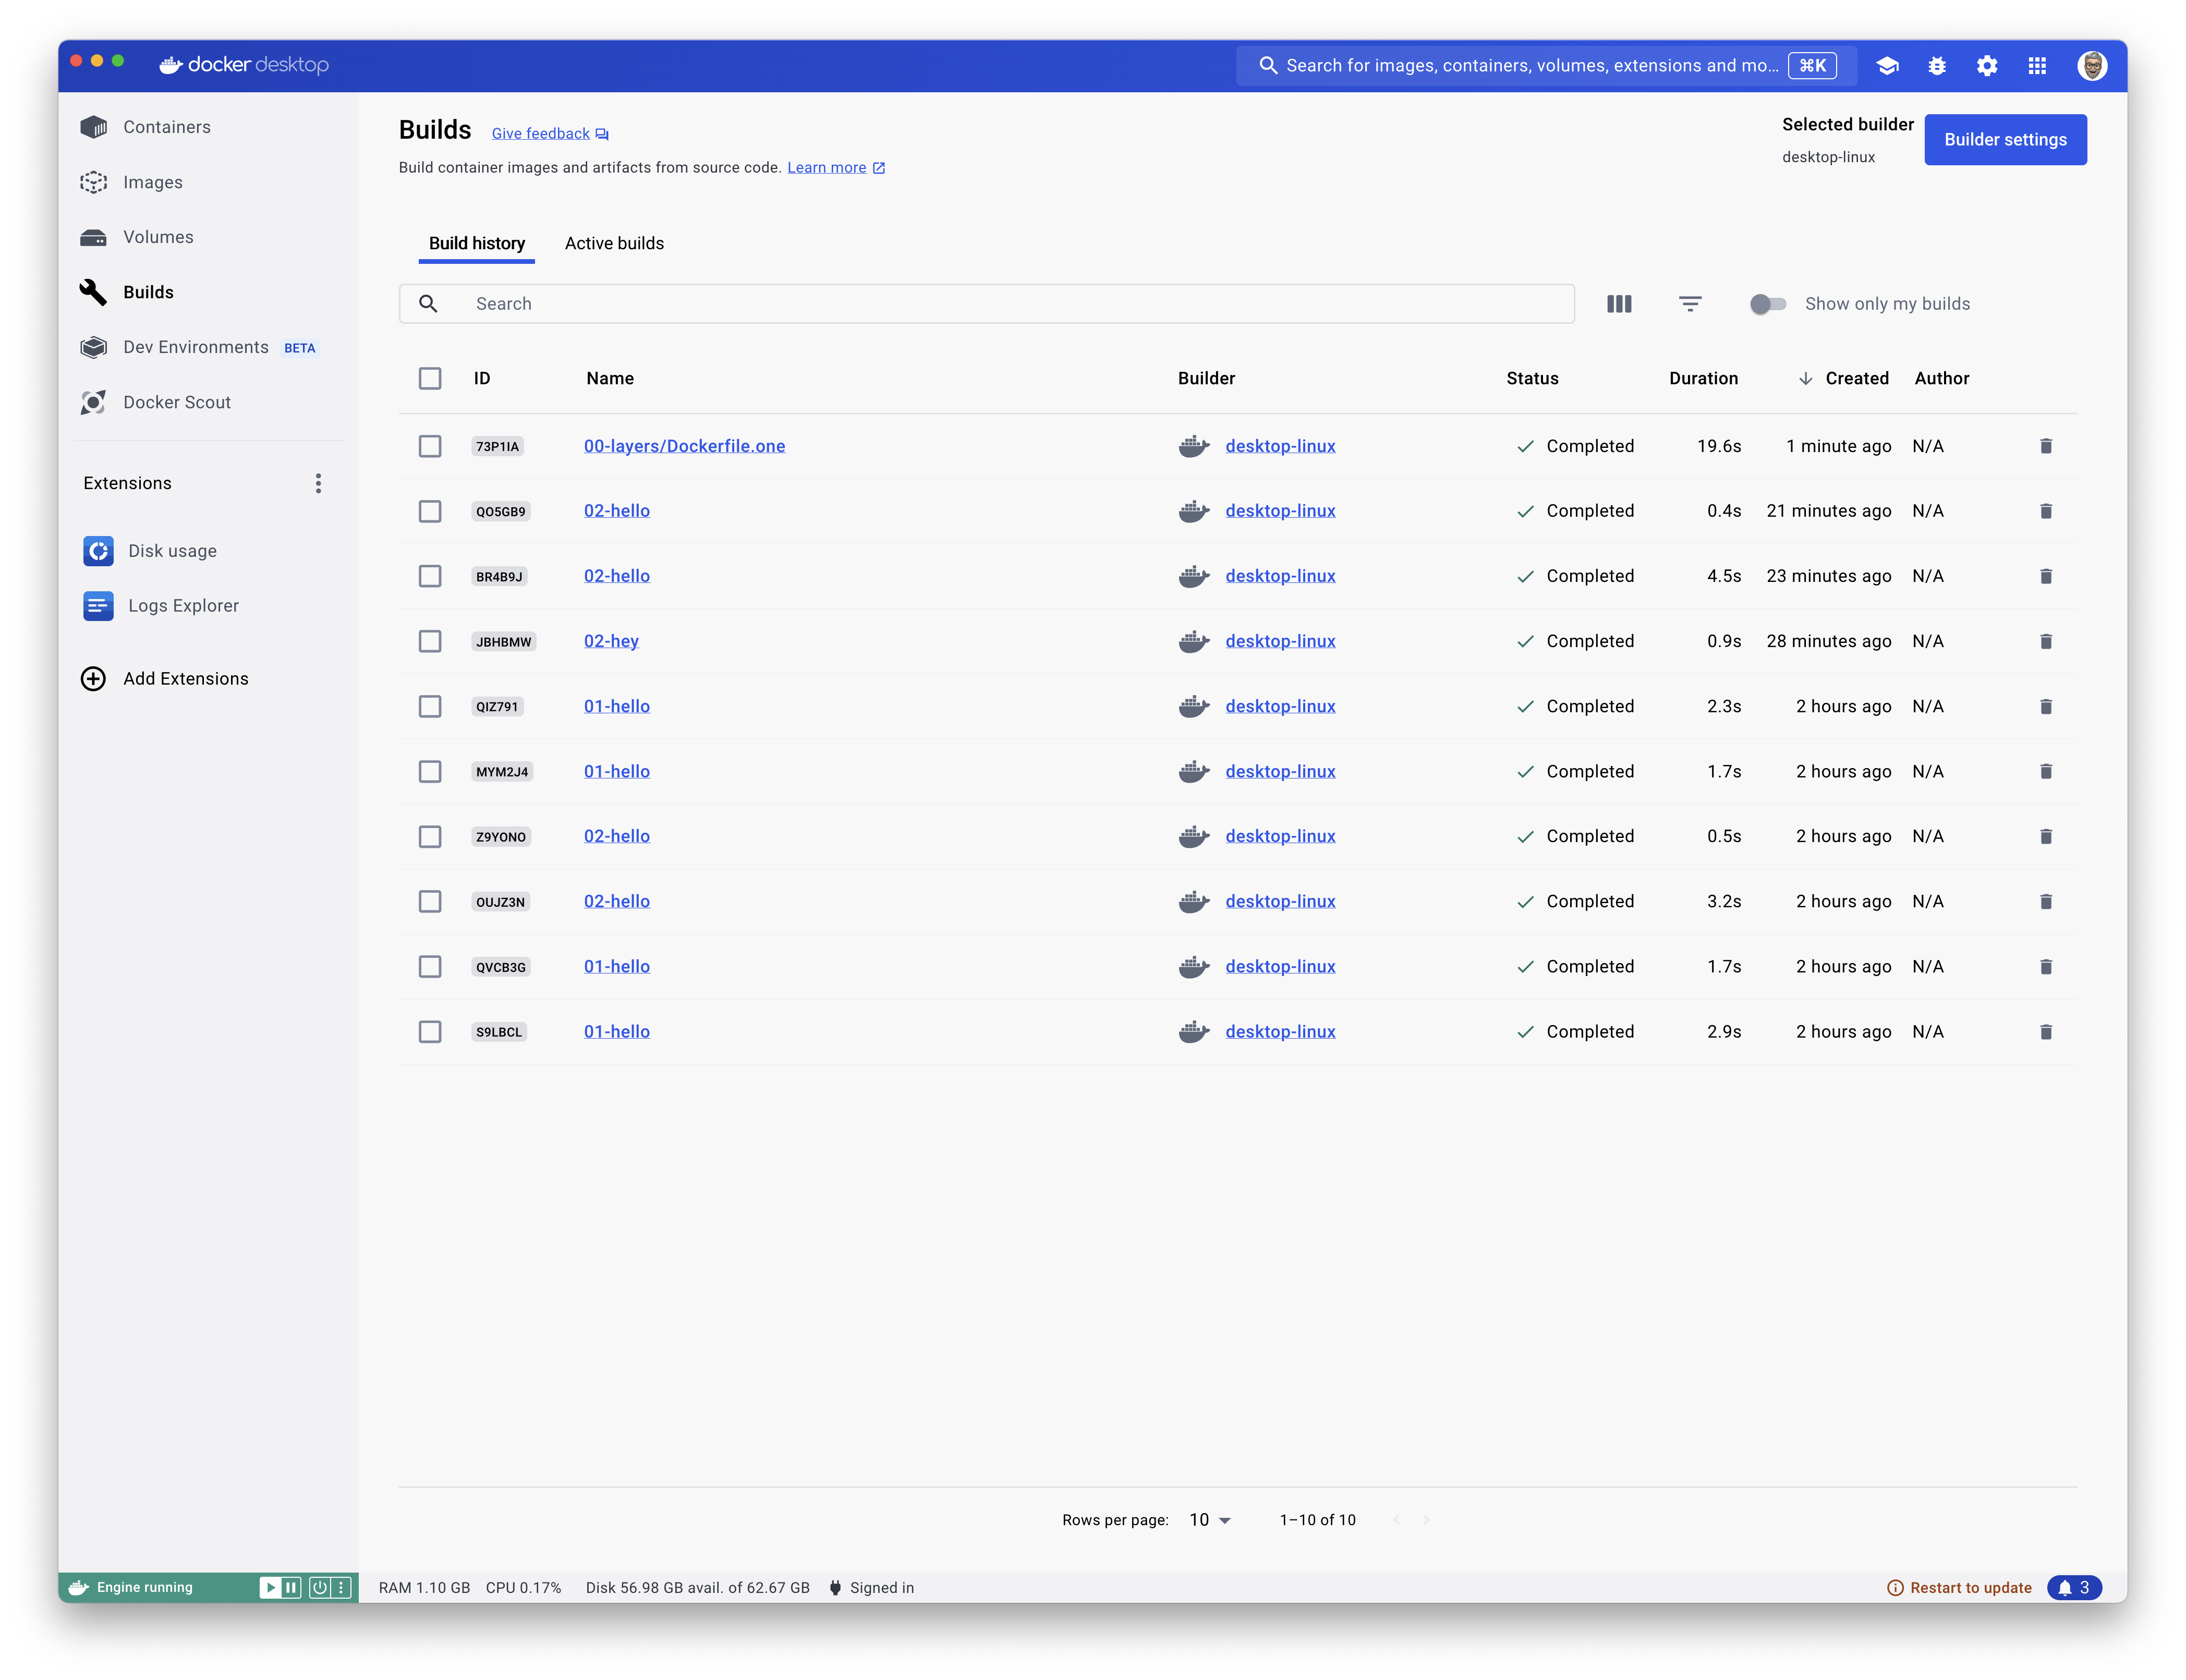 docker desktop
Search for images, containers, volumes, extensions and mo... ⌘K
Containers
Images
Volumes
Builds
Dev Environments BETA
Docker Scout
Extensions
Disk usage
Logs Explorer
Add Extensions
Builds Give feedback
Build container images and artifacts from source code. Learn more
Selected builder
desktop-linux
Builder settings
Build history Active builds
Search
Show only my builds
ID Name Builder Status Duration Created Author
73P1IA 00-layers/Dockerfile.one desktop-linux Completed 19.6s 1 minute ago N/A
QO5GB9 02-hello desktop-linux Completed 0.4s 21 minutes ago N/A
BR4B9J 02-hello desktop-linux Completed 4.5s 23 minutes ago N/A
JBHBMW 02-hey desktop-linux Completed 0.9s 28 minutes ago N/A
QIZ791 01-hello desktop-linux Completed 2.3s 2 hours ago N/A
MYM2J4 01-hello desktop-linux Completed 1.7s 2 hours ago N/A
Z9YONO 02-hello desktop-linux Completed 0.5s 2 hours ago N/A
OUJZ3N 02-hello desktop-linux Completed 3.2s 2 hours ago N/A
QVCB3G 01-hello desktop-linux Completed 1.7s 2 hours ago N/A
S9LBCL 01-hello desktop-linux Completed 2.9s 2 hours ago N/A
Rows per page: 10 1–10 of 10
Engine running
RAM 1.10 GB CPU 0.17% Disk 56.98 GB avail. of 62.67 GB Signed in
Restart to update 3